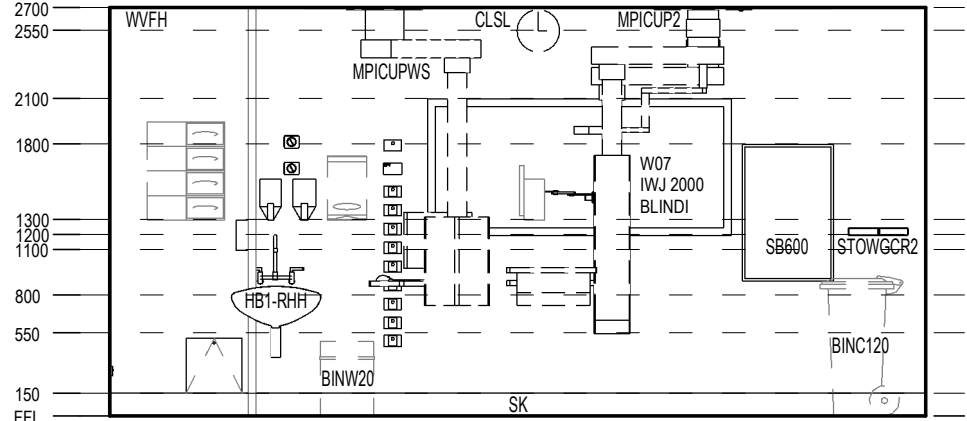 2700
2550
2100
1800
1300
1200
1100
800
550
150
FFL
WVFH
CLSL
MPICUP2
MPICUPWS
W07
IWJ 2000
BLINDI
SB600
STOWGCR2
HB1-RHH
BINW20
BINC120
SK